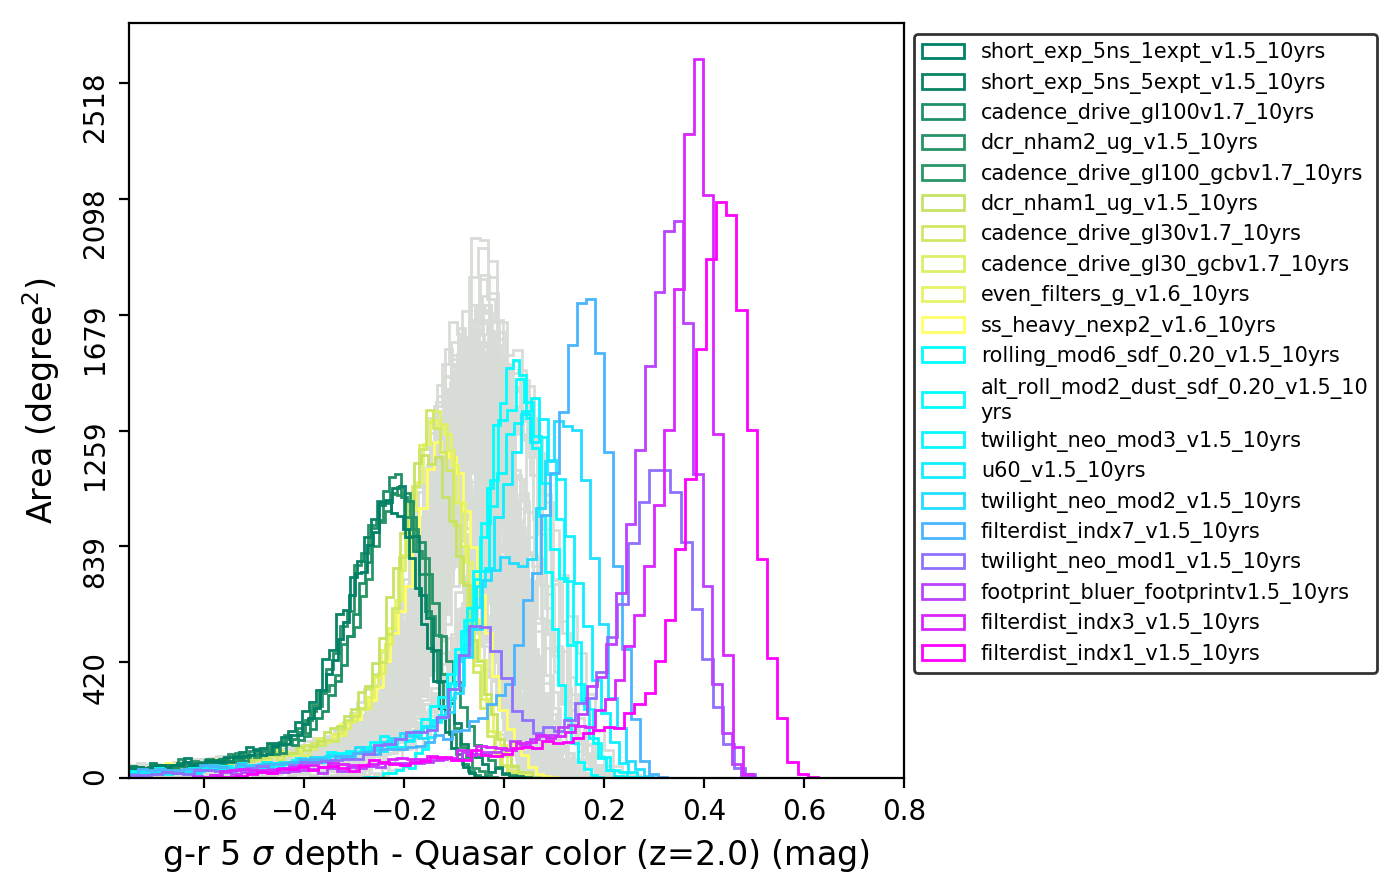 2518
2098
1679
1259
839
420
0
Area (degree²)
−0.6
−0.4
−0.2
0.0
0.2
0.4
0.6
0.8
g-r 5 σ depth - Quasar color (z=2.0) (mag)
short_exp_5ns_1expt_v1.5_10yrs
short_exp_5ns_5expt_v1.5_10yrs
cadence_drive_gl100v1.7_10yrs
dcr_nham2_ug_v1.5_10yrs
cadence_drive_gl100_gcbv1.7_10yrs
dcr_nham1_ug_v1.5_10yrs
cadence_drive_gl30v1.7_10yrs
cadence_drive_gl30_gcbv1.7_10yrs
even_filters_g_v1.6_10yrs
ss_heavy_nexp2_v1.6_10yrs
rolling_mod6_sdf_0.20_v1.5_10yrs
alt_roll_mod2_dust_sdf_0.20_v1.5_10
yrs
twilight_neo_mod3_v1.5_10yrs
u60_v1.5_10yrs
twilight_neo_mod2_v1.5_10yrs
filterdist_indx7_v1.5_10yrs
twilight_neo_mod1_v1.5_10yrs
footprint_bluer_footprintv1.5_10yrs
filterdist_indx3_v1.5_10yrs
filterdist_indx1_v1.5_10yrs